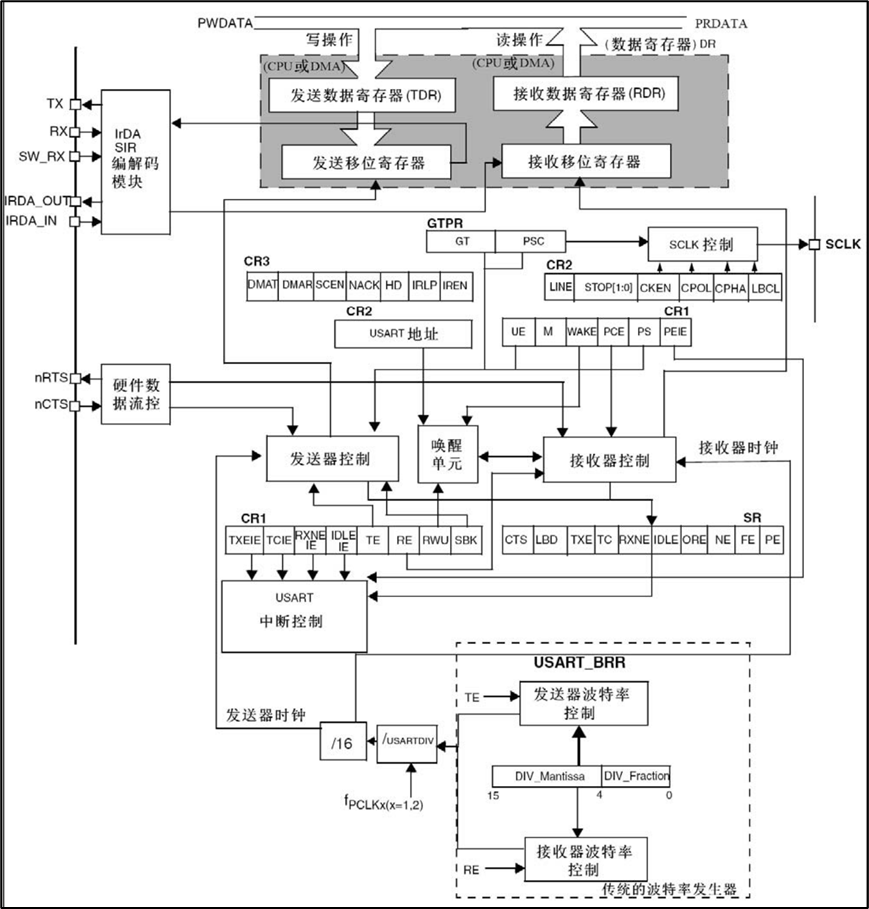 PWDATA
PRDATA
写操作
读操作
(数据寄存器) DR
(CPU或DMA)
(CPU或DMA)
发送数据寄存器(TDR)
接收数据寄存器(RDR)
TX
RX
SW_RX
IRDA_OUT
IRDA_IN
IrDA
SIR
编解码
模块
发送移位寄存器
接收移位寄存器
GTPR
GT
PSC
SCLK 控制
SCLK
CR3
DMAT
DMAR
SCEN
NACK
HD
IRLP
IREN
CR2
LINE
STOP[1:0]
CKEN
CPOL
CPHA
LBCL
CR2
USART 地址
CR1
UE
M
WAKE
PCE
PS
PEIE
nRTS
nCTS
硬件数
据流控
发送器控制
唤醒
单元
接收器控制
接收器时钟
CR1
TXEIE
TCIE
RXNE
IE
IDLE
IE
TE
RE
RWU
SBK
SR
CTS
LBD
TXE
TC
RXNE
IDLE
ORE
NE
FE
PE
USART
中断控制
USART_BRR
TE
发送器波特率
控制
发送器时钟
/16
/USARTDIV
DIV_Mantissa
DIV_Fraction
15
4
0
fPCLKx(x=1,2)
接收器波特率
控制
RE
传统的波特率发生器